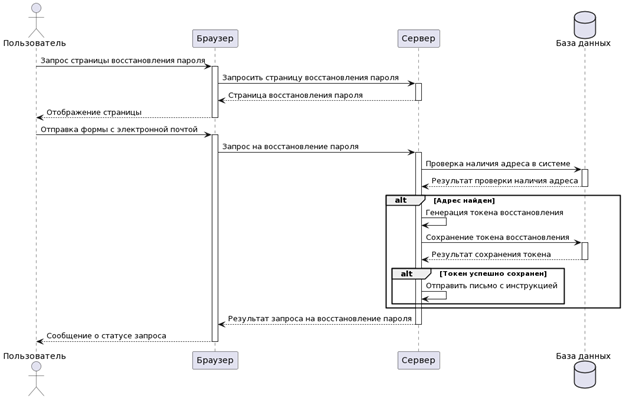 Пользователь
Браузер
Сервер
База данных
Запрос страницы восстановления пароля
Запросить страницу восстановления пароля
Страница восстановления пароля
Отображение страницы
Отправка формы с электронной почтой
Запрос на восстановление пароля
Проверка наличия адреса в системе
Результат проверки наличия адреса
alt [Адрес найден]
Генерация токена восстановления
Сохранение токена восстановления
Результат сохранения токена
alt [Токен успешно сохранен]
Отправить письмо с инструкцией
Результат запроса на восстановление пароля
Сообщение о статусе запроса
Пользователь
Браузер
Сервер
База данных